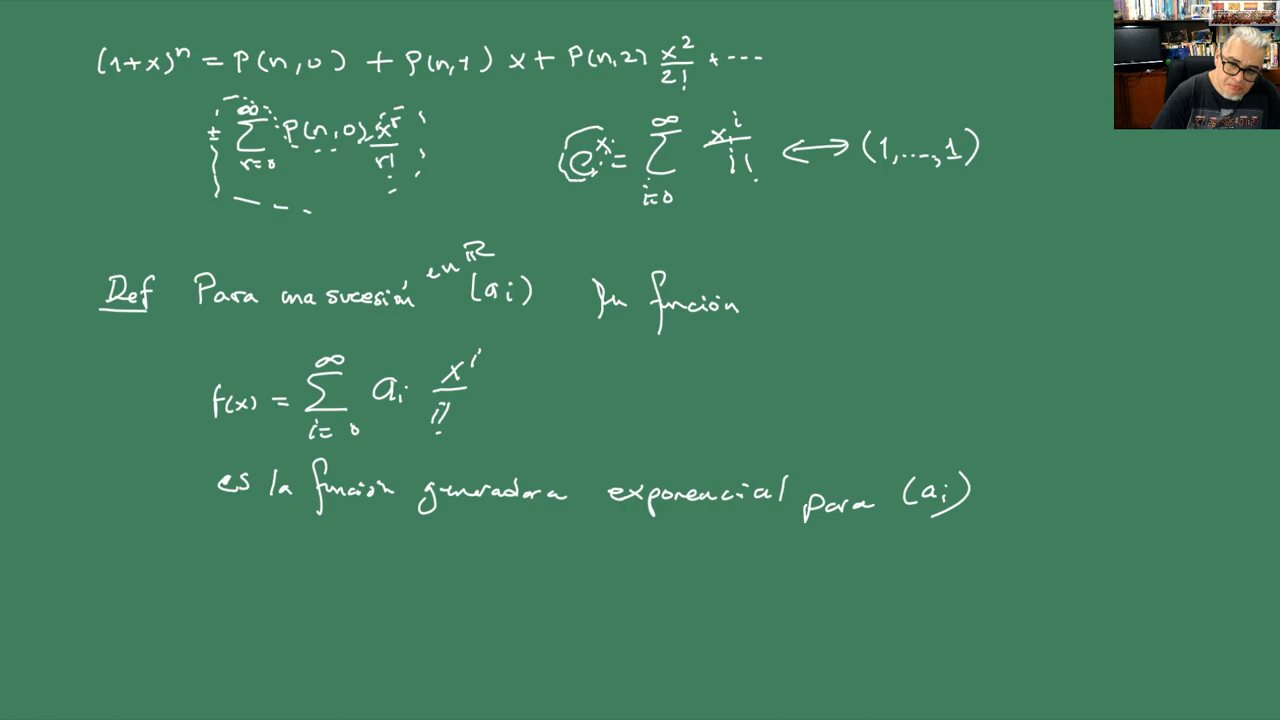 (1+x)^n = P(n,0) + P(n,1) x + P(n,2) x^2/2! + ...
= ∑_{r=0}^{∞} P(n,0) x^r/r!
e^x = ∑_{i=0}^{∞} x^i/i! ⟷ (1,...,1)
Def Para una sucesión en ℝ (a_i) la función
f(x) = ∑_{i=0}^{∞} a_i x^i/i!
es la función generadora exponencial para (a_i)